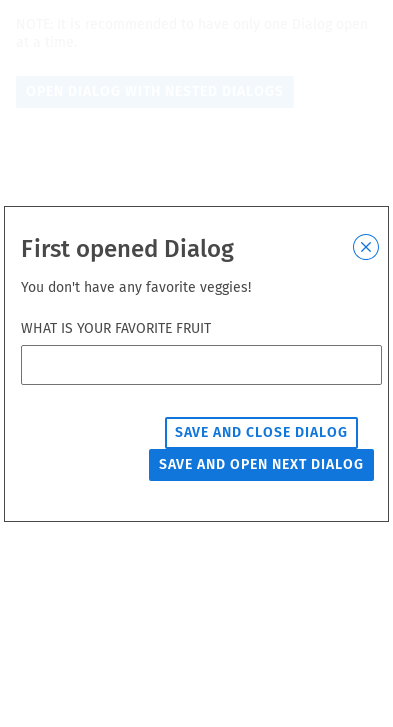 NOTE: It is recommended to have only one Dialog open
at a time.
OPEN DIALOG WITH NESTED DIALOGS
First opened Dialog
You don't have any favorite veggies!
WHAT IS YOUR FAVORITE FRUIT
SAVE AND CLOSE DIALOG
SAVE AND OPEN NEXT DIALOG